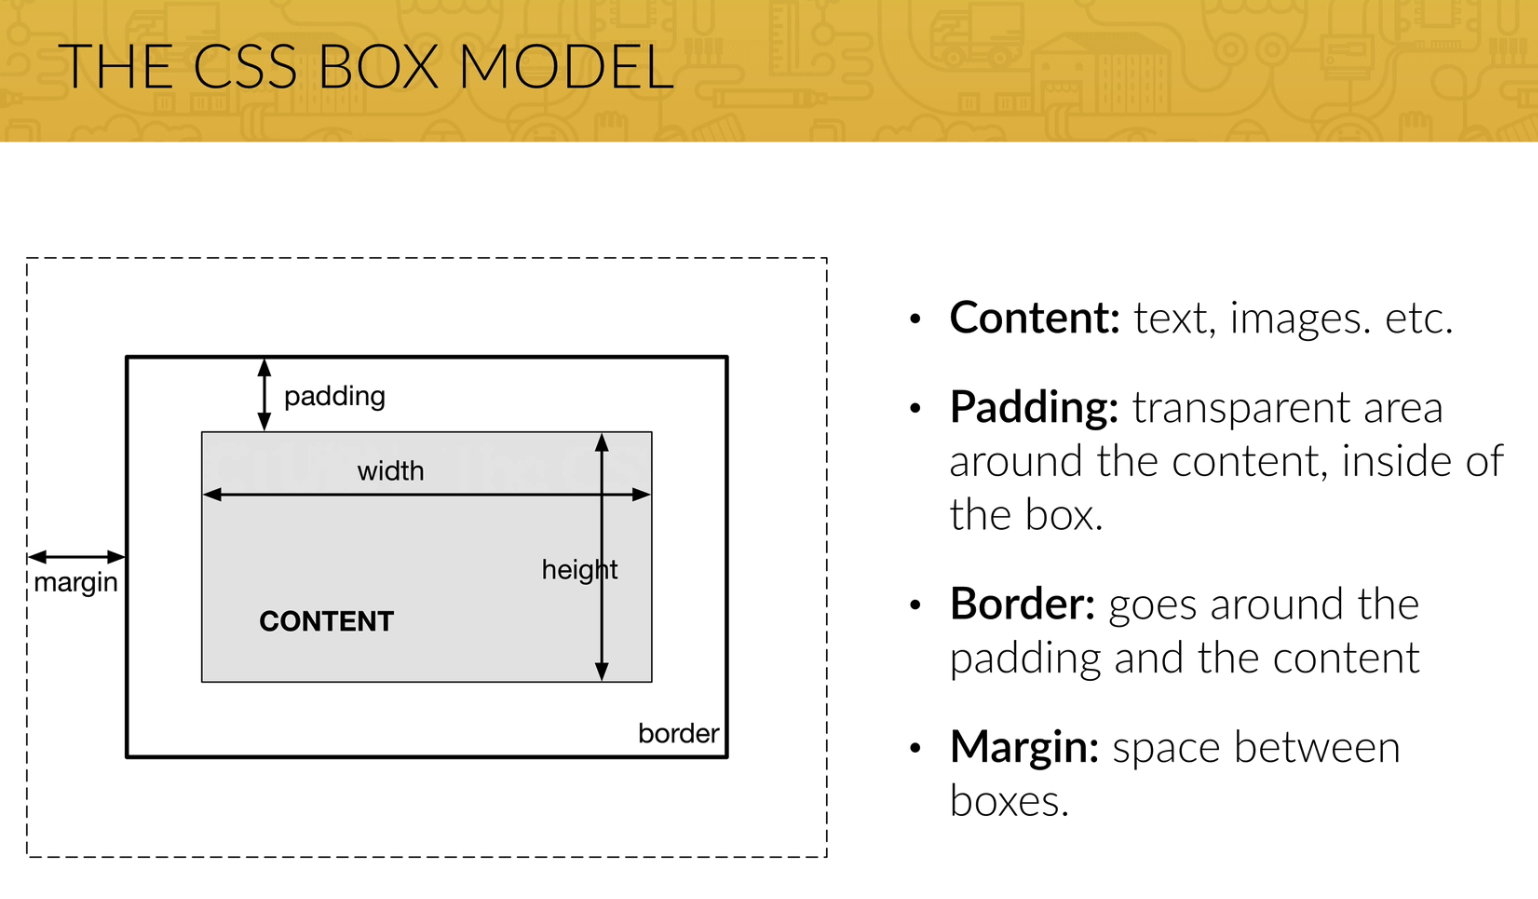 THE CSS BOX MODEL
padding
width
height
margin
CONTENT
border
• Content: text, images. etc.
• Padding: transparent area
around the content, inside of
the box.
• Border: goes around the
padding and the content
• Margin: space between
boxes.